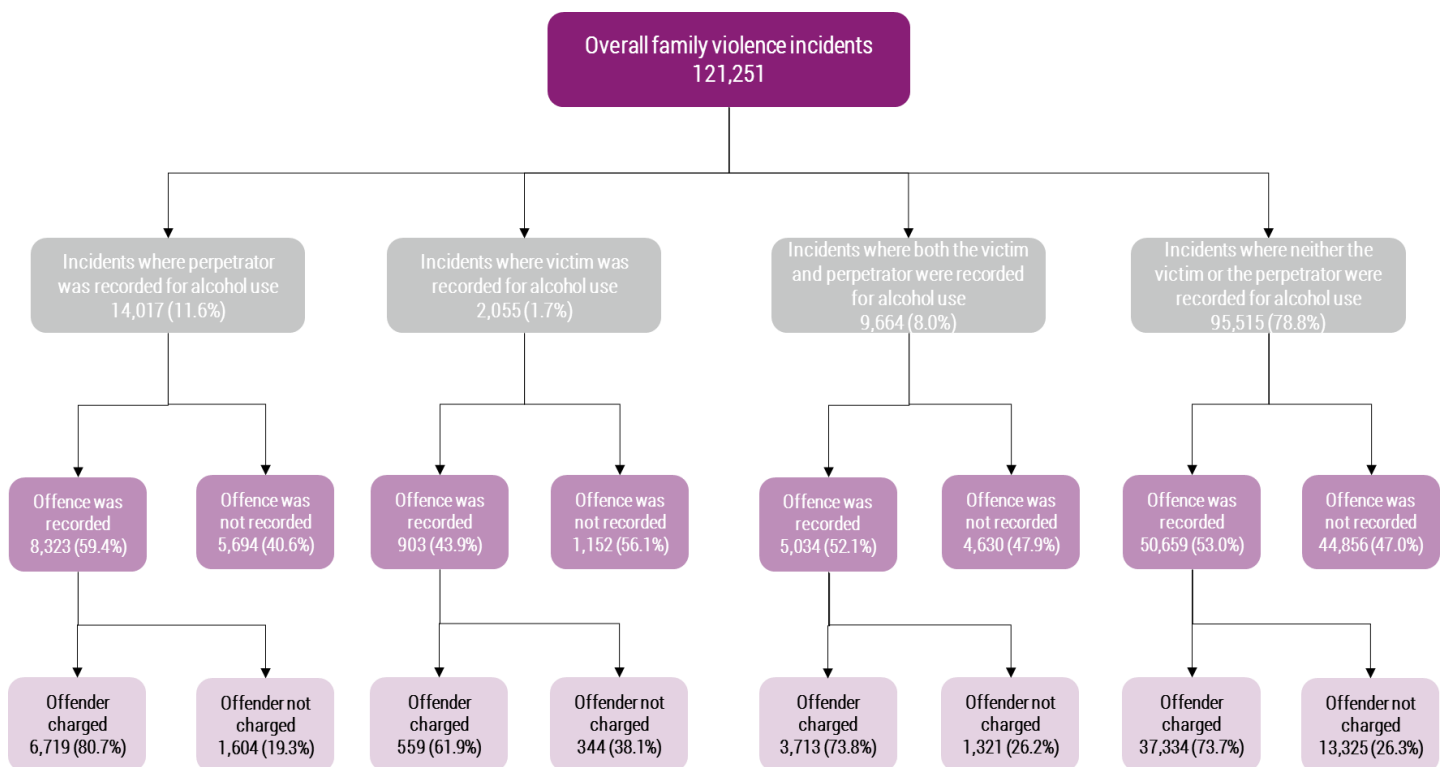 Overall family violence incidents
121,251
Incidents where perpetrator
was recorded for alcohol use
14,017 (11.6%)
Incidents where victim was
recorded for alcohol use
2,055 (1.7%)
Incidents where both the victim
and perpetrator were recorded
for alcohol use
9,664 (8.0%)
Incidents where neither the
victim or the perpetrator were
recorded for alcohol use
95,515 (78.8%)
Offence was
recorded
8,323 (59.4%)
Offence was
not recorded
5,694 (40.6%)
Offence was
recorded
903 (43.9%)
Offence was
not recorded
1,152 (56.1%)
Offence was
recorded
5,034 (52.1%)
Offence was
not recorded
4,630 (47.9%)
Offence was
recorded
50,659 (53.0%)
Offence was
not recorded
44,856 (47.0%)
Offender
charged
6,719 (80.7%)
Offender not
charged
1,604 (19.3%)
Offender
charged
559 (61.9%)
Offender not
charged
344 (38.1%)
Offender
charged
3,713 (73.8%)
Offender not
charged
1,321 (26.2%)
Offender
charged
37,334 (73.7%)
Offender not
charged
13,325 (26.3%)